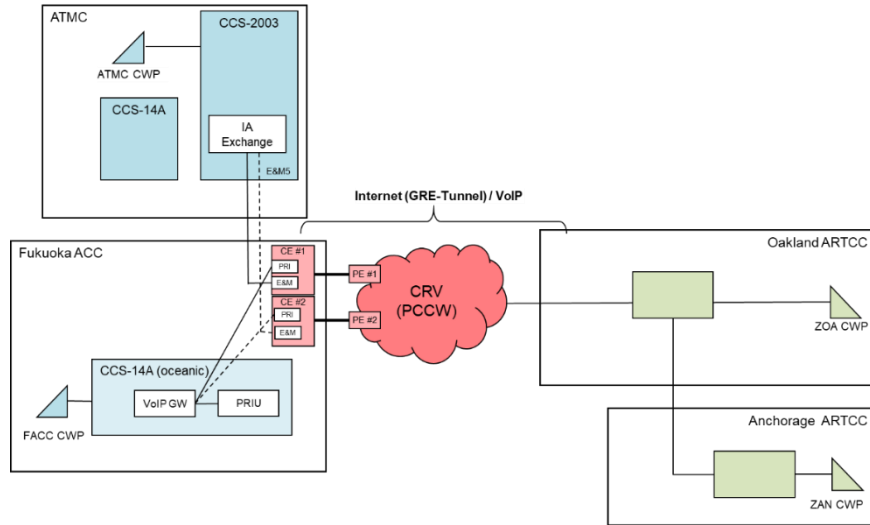 ATMC
CCS-2003
ATMC CWP
CCS-14A
IA
Exchange
E&M5
Internet (GRE-Tunnel) / VoIP
Fukuoka ACC
CE #1
PRI
E&M
CE #2
PRI
E&M
PE #1
PE #2
CRV
(PCCW)
Oakland ARTCC
ZOA CWP
CCS-14A (oceanic)
VoIP GW
PRIU
FACC CWP
Anchorage ARTCC
ZAN CWP